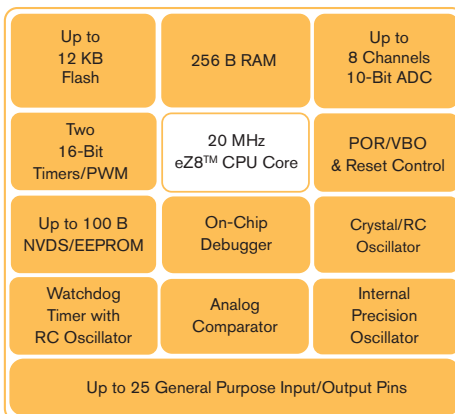 Up to
12 KB
Flash
256 B RAM
Up to
8 Channels
10-Bit ADC
Two
16-Bit
Timers/PWM
20 MHz
eZ8™ CPU Core
POR/VBO
& Reset Control
Up to 100 B
NVDS/EEPROM
On-Chip
Debugger
Crystal/RC
Oscillator
Watchdog
Timer with
RC Oscillator
Analog
Comparator
Internal
Precision
Oscillator
Up to 25 General Purpose Input/Output Pins